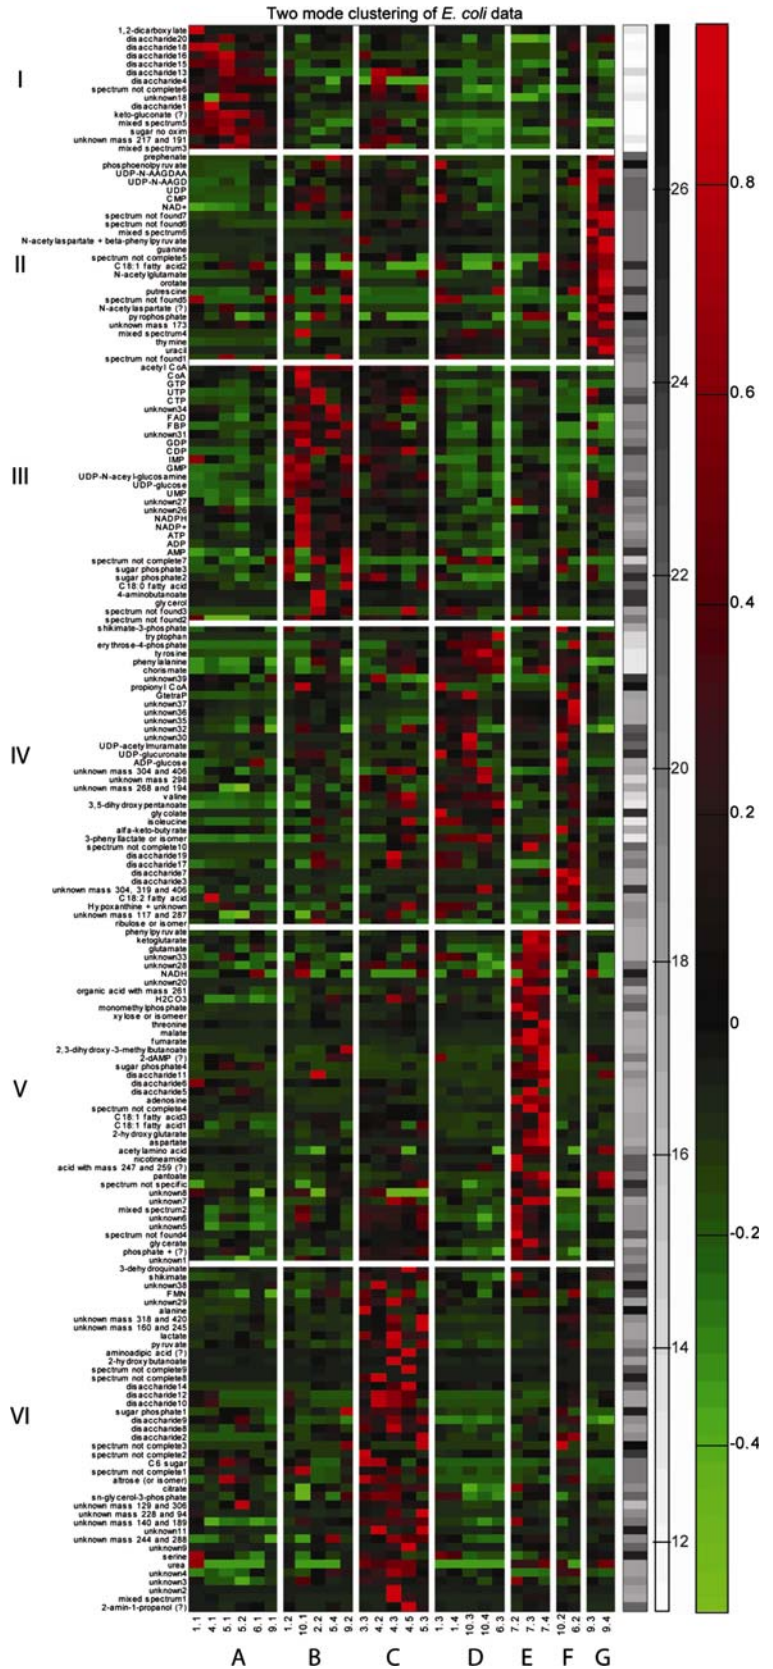 Two mode clustering of E. coli data
I
1,2-dicarboxylate
disaccharide20
disaccharide18
disaccharide16
disaccharide15
disaccharide13
disaccharide4
spectrum not complete6
unknown18
disaccharide1
keto-gluconate (?)
mixed spectrum5
sugar no oxim
unknown mass 217 and 191
mixed spectrum3
II
prephenate
phosphoenolpyruvate
UDP-N-AAGDAA
UDP-N-AAGD
UDP
CMP
NAD+
spectrum not found7
spectrum not found6
mixed spectrum6
N-acetylaspartate + beta-phenylpyruvate
guanine
spectrum not complete5
C18:1 fatty acid2
N-acetylglutamate
orotate
putrescine
spectrum not found5
N-acetylaspartate (?)
pyrophosphate
unknown mass 173
mixed spectrum4
thymine
uracil
spectrum not found1
III
acetyl CoA
CoA
GTP
UTP
CTP
unknown34
FAD
FBP
unknown31
GDP
CDP
IMP
GMP
UDP-N-aceyl-glucosamine
UDP-glucose
UMP
unknown27
unknown26
NADPH
NADP+
ATP
ADP
AMP
spectrum not complete7
sugar phosphate3
sugar phosphate2
C18:0 fatty acid
4-aminobutanoate
glycerol
spectrum not found3
spectrum not found2
IV
shikimate-3-phosphate
tryptophan
erythrose-4-phosphate
tyrosine
phenylalanine
chorismate
unknown39
propionyl CoA
GtetraP
unknown37
unknown36
unknown35
unknown32
unknown30
UDP-acetylmuramate
UDP-glucuronate
ADP-glucose
unknown mass 304 and 406
unknown mass 298
unknown mass 268 and 194
valine
3,5-dihydroxypentanoate
glycolate
isoleucine
alfa-keto-butyrate
3-phenyllactate or isomer
spectrum not complete10
disaccharide19
disaccharide17
disaccharide7
disaccharide3
unknown mass 304, 319 and 406
C18:2 fatty acid
Hypoxanthine + unknown
unknown mass 117 and 287
ribulose or isomer
V
phenylpyruvate
ketoglutarate
glutamate
unknown33
unknown28
NADH
unknown20
organic acid with mass 261
H2CO3
monomethylphosphate
xylose or isomeer
threonine
malate
fumarate
2,3-dihydroxy-3-methylbutanoate
2-dAMP (?)
sugar phosphate4
disaccharide11
disaccharide6
disaccharide5
adenosine
spectrum not complete4
C18:1 fatty acid3
C18:1 fatty acid1
2-hydroxyglutarate
aspartate
acetylamino acid
nicotineamide
acid with mass 247 and 259 (?)
pantoate
spectrum not specific
unknown8
unknown7
mixed spectrum2
unknown6
unknown5
spectrum not found4
glycerate
phosphate + (?)
unknown1
VI
3-dehydroquinate
shikimate
unknown38
FMN
unknown29
alanine
unknown mass 318 and 420
unknown mass 160 and 245
lactate
pyruvate
aminoadipic acid (?)
2-hydroxybutanoate
spectrum not complete9
spectrum not complete8
disaccharide14
disaccharide12
disaccharide10
sugar phosphate1
disaccharide9
disaccharide8
disaccharide2
spectrum not complete3
spectrum not complete2
C6 sugar
spectrum not complete1
altrose (or isomer)
citrate
sn-glycerol-3-phosphate
unknown mass 129 and 306
unknown mass 228 and 94
unknown mass 140 and 189
unknown11
unknown mass 244 and 288
unknown9
serine
urea
unknown4
unknown3
unknown2
mixed spectrum1
2-amin-1-propanol (?)
1.1 4.1 5.1 5.2 6.1 9.1 1.2 10.1 2.2 5.4 9.2 3.3 4.2 4.3 4.5 5.3 1.3 1.4 10.3 10.4 6.3 7.2 7.3 7.4 10.2 6.2 9.3 9.4
A B C D E F G
26
24
22
20
18
16
14
12
0.8
0.6
0.4
0.2
0
-0.2
-0.4